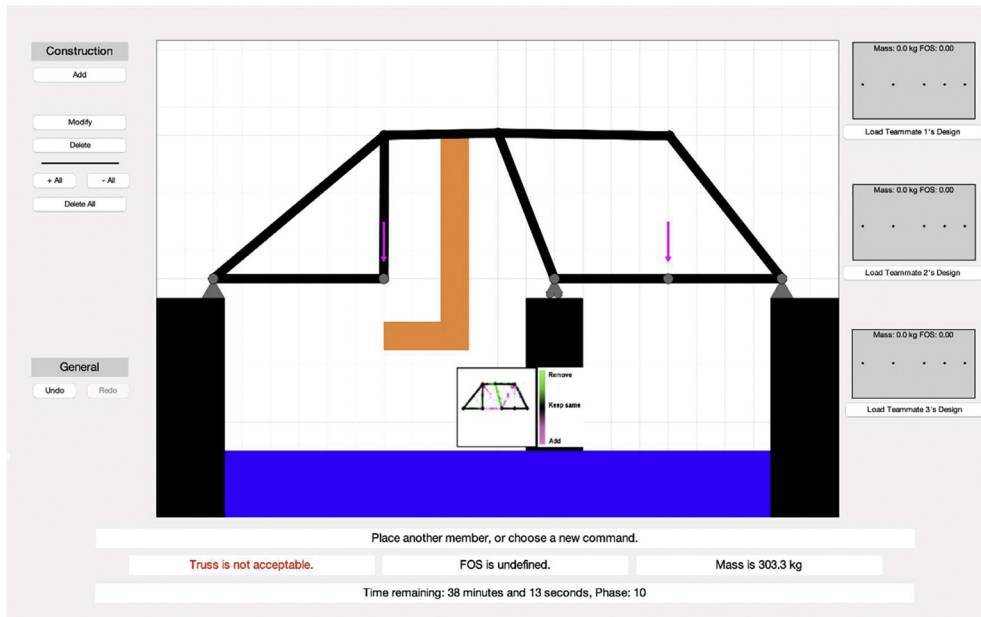 Construction
Add
Modify
Delete
+ All
- All
Delete All
General
Undo
Redo
Remove
Keep same
Add
Mass: 0.0 kg FOS: 0.00
Load Teammate 1's Design
Mass: 0.0 kg FOS: 0.00
Load Teammate 2's Design
Mass: 0.0 kg FOS: 0.00
Load Teammate 3's Design
Place another member, or choose a new command.
Truss is not acceptable.
FOS is undefined.
Mass is 303.3 kg
Time remaining: 38 minutes and 13 seconds, Phase: 10